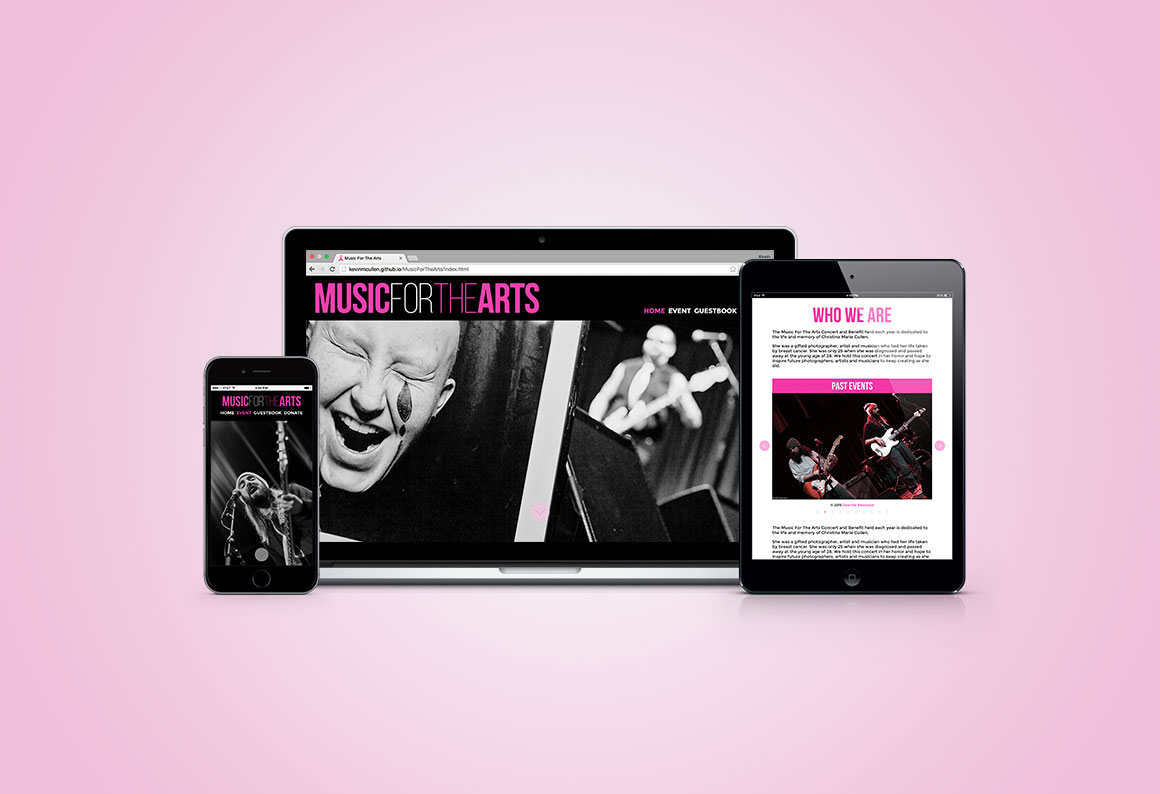 Music For The Arts
Kevin
kevinmcullen.github.io/MusicForTheArts/index.html
MUSICFORTHEARTS
HOME EVENT GUESTBOOK
AT&T
MUSICFORTHEARTS
HOME EVENT GUESTBOOK DONATE
iPad
WHO WE ARE
The Music For The Arts Concert and Benefit held each year is dedicated to
the life and memory of Christina Marie Cullen.
She was a gifted photographer, artist and musician who had her life taken
by breast cancer. She was only 25 when she was diagnosed and passed
away at the young age of 28. We hold this concert in her honor and hope to
inspire future photographers, artists and musicians to keep creating as she
did.
PAST EVENTS
© 2015
The Music For The Arts Concert and Benefit held each year is dedicated to
the life and memory of Christina Marie Cullen.
She was a gifted photographer, artist and musician who had her life taken
by breast cancer. She was only 25 when she was diagnosed and passed
away at the young age of 28. We hold this concert in her honor and hope to
inspire future photographers, artists and musicians to keep creating as she